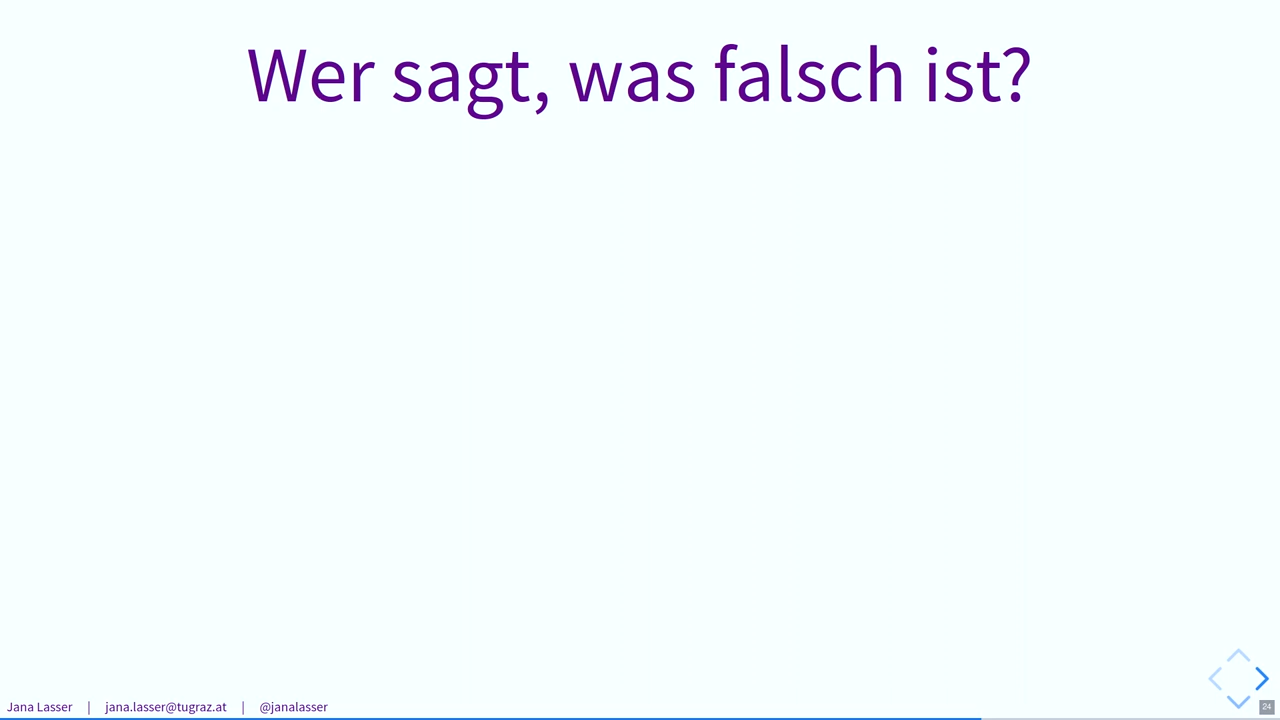 Wer sagt, was falsch ist?
Jana Lasser | jana.lasser@tugraz.at | @janalasser
24